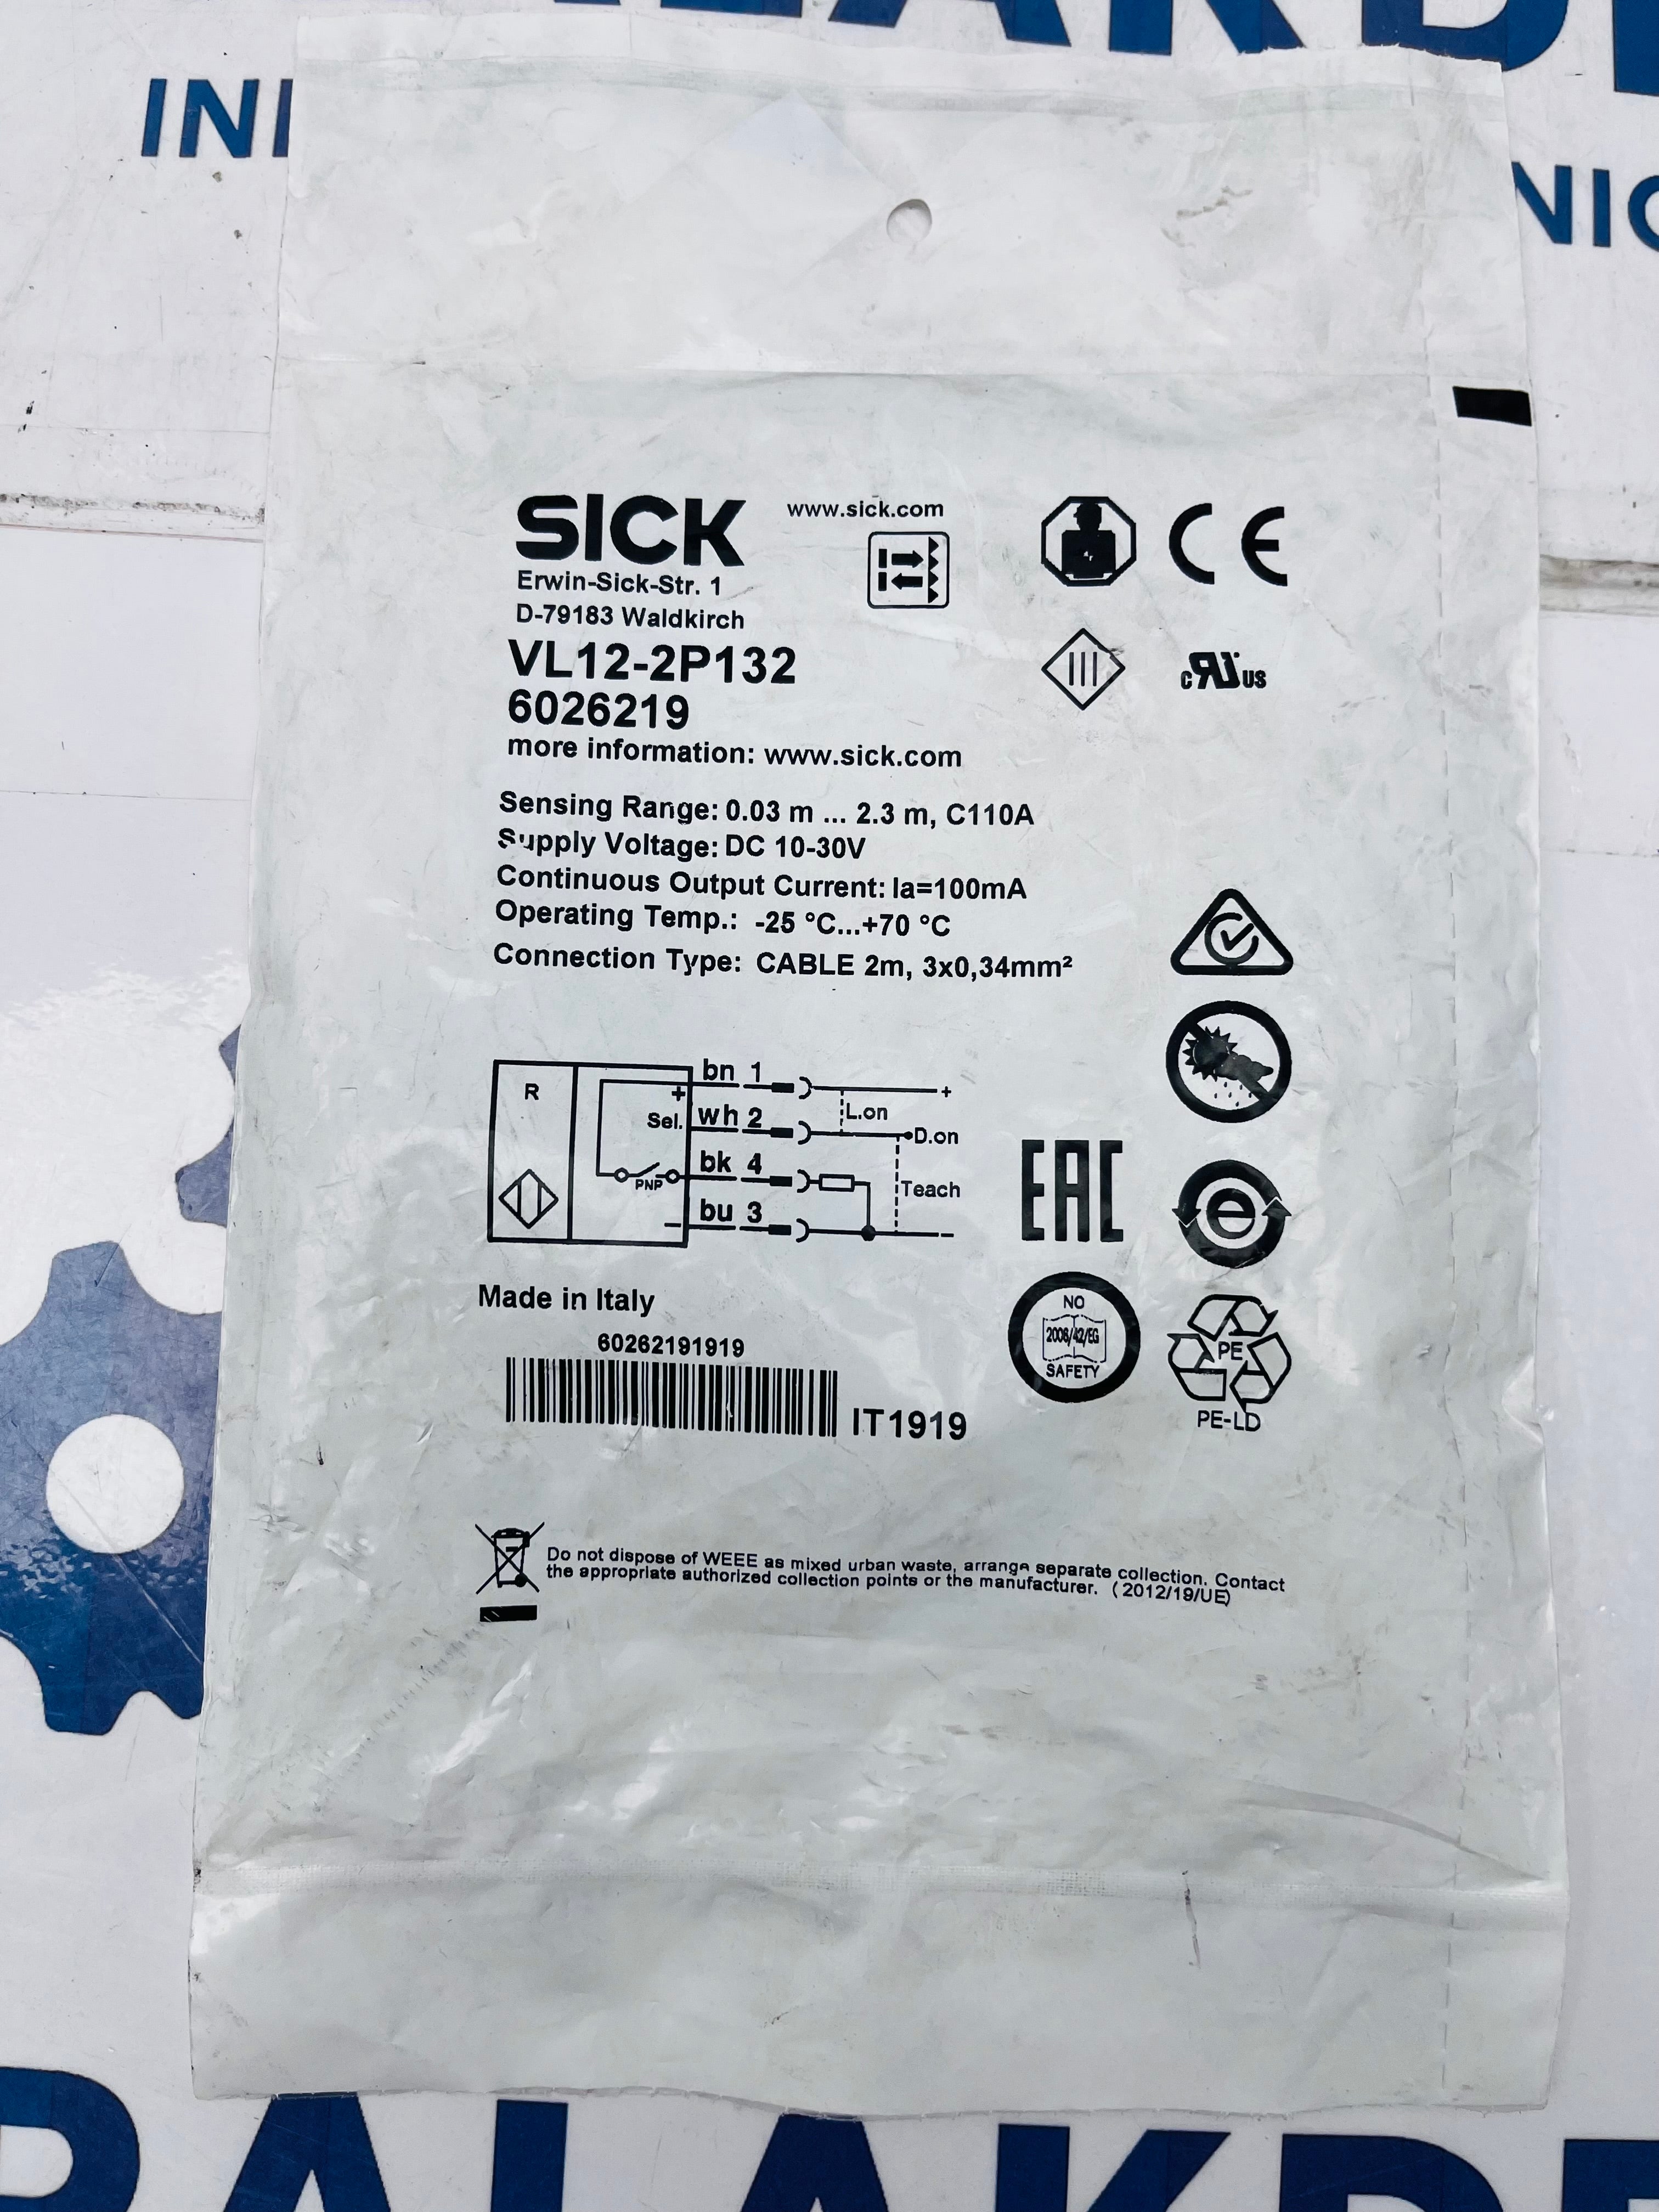 SICK
www.sick.com
Erwin-Sick-Str. 1
D-79183 Waldkirch
VL12-2P132
6026219
more information: www.sick.com
CE
III
cRUus
Sensing Range: 0.03 m ... 2.3 m, C110A
Supply Voltage: DC 10-30V
Continuous Output Current: Ia=100mA
Operating Temp.: -25 °C...+70 °C
Connection Type: CABLE 2m, 3x0,34mm²
R
bn 1
+
+
L.on
Sel.
wh 2
D.on
bk 4
PNP
Teach
bu 3
−
−
EAC
e
Made in Italy
60262191919
IT1919
NO
2006/42/EG
SAFETY
PE
PE-LD
Do not dispose of WEEE as mixed urban waste, arrange separate collection. Contact
the appropriate authorized collection points or the manufacturer. (2012/19/UE)